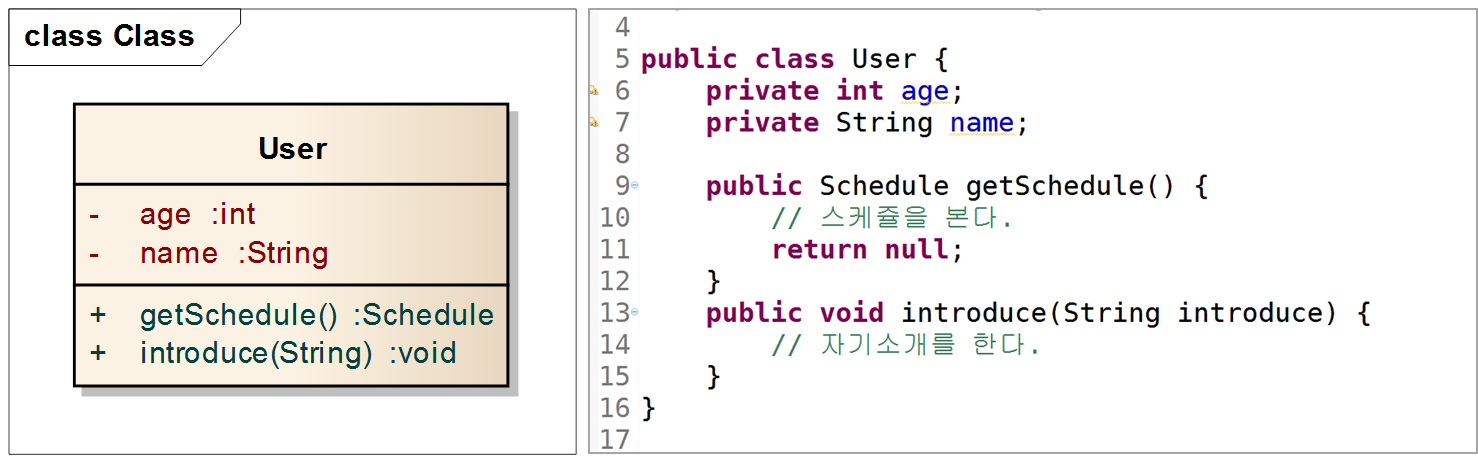 class Class
User
- age :int
- name :String
+ getSchedule() :Schedule
+ introduce(String) :void
4
5 public class User {
6 private int age;
7 private String name;
8
9 public Schedule getSchedule() {
10 // 스케쥴을 본다.
11 return null;
12 }
13 public void introduce(String introduce) {
14 // 자기소개를 한다.
15 }
16 }
17